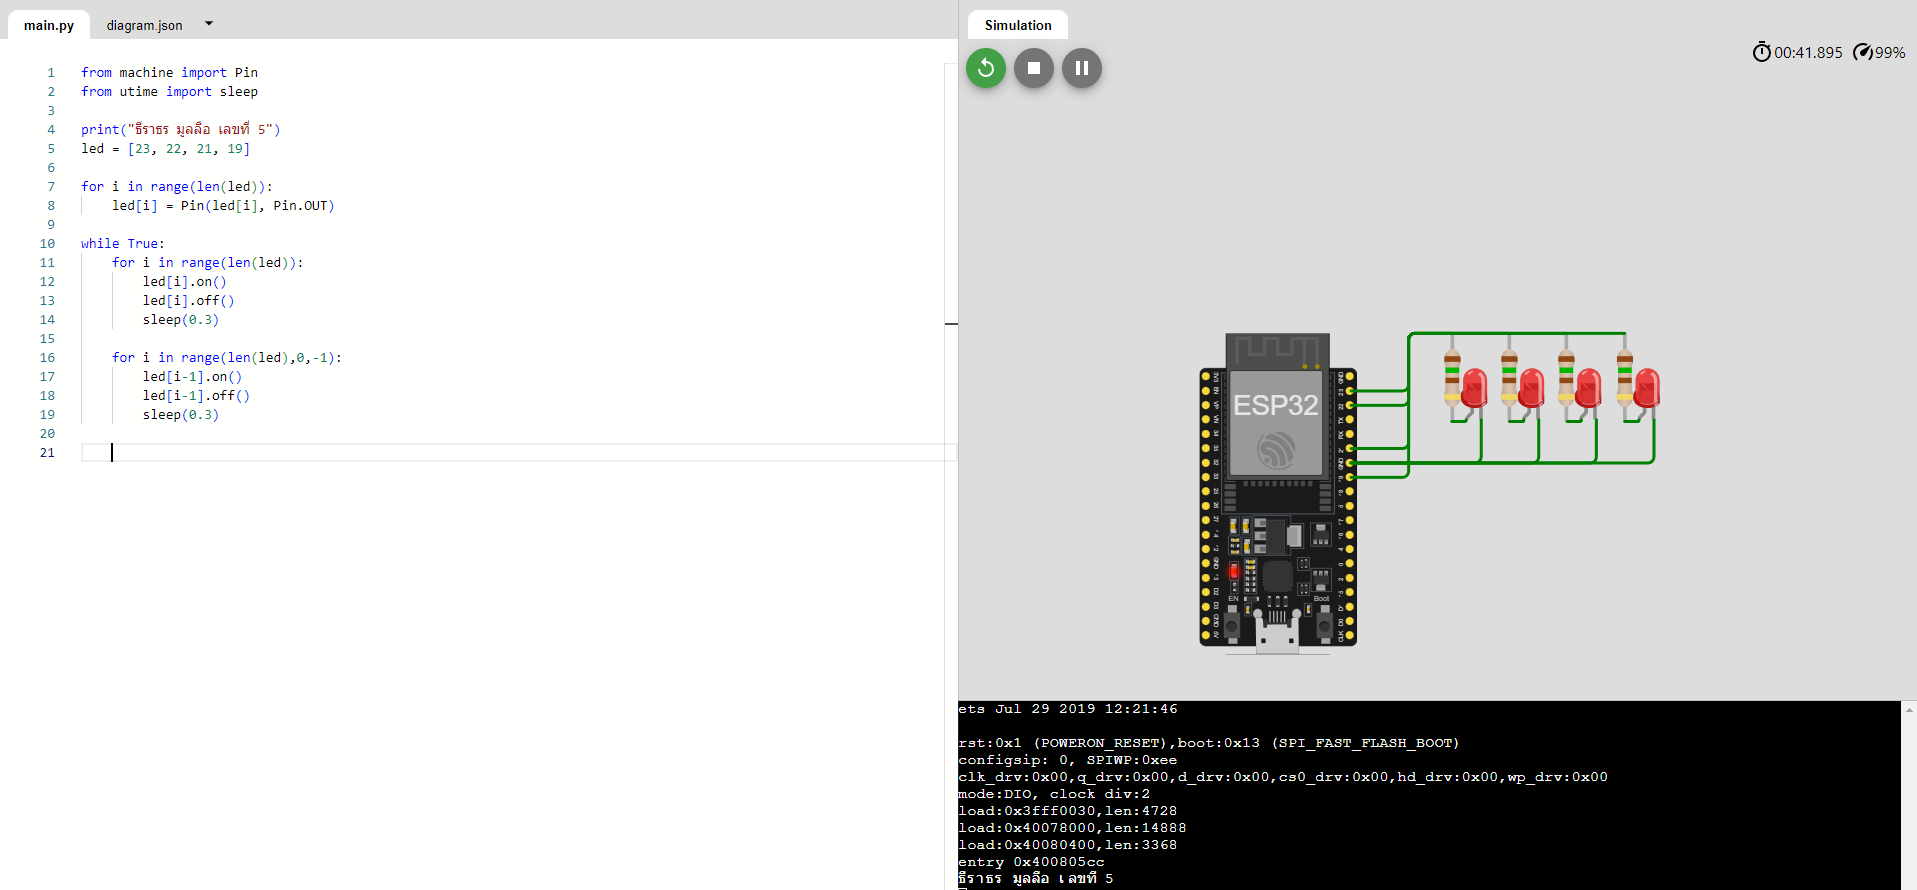 main.py
diagram.json
1 from machine import Pin
2 from utime import sleep
3
4 print("ธีราธร มูลลือ เลขที่ 5")
5 led = [23, 22, 21, 19]
6
7 for i in range(len(led)):
8 led[i] = Pin(led[i], Pin.OUT)
9
10 while True:
11 for i in range(len(led)):
12 led[i].on()
13 led[i].off()
14 sleep(0.3)
15
16 for i in range(len(led),0,-1):
17 led[i-1].on()
18 led[i-1].off()
19 sleep(0.3)
20
21
Simulation
00:41.895
99%
ESP32
EN
Boot
ets Jul 29 2019 12:21:46
rst:0x1 (POWERON_RESET),boot:0x13 (SPI_FAST_FLASH_BOOT)
configsip: 0, SPIWP:0xee
clk_drv:0x00,q_drv:0x00,d_drv:0x00,cs0_drv:0x00,hd_drv:0x00,wp_drv:0x00
mode:DIO, clock div:2
load:0x3fff0030,len:4728
load:0x40078000,len:14888
load:0x40080400,len:3368
entry 0x400805cc
ธีราธร มูลลือ เลขที่ 5